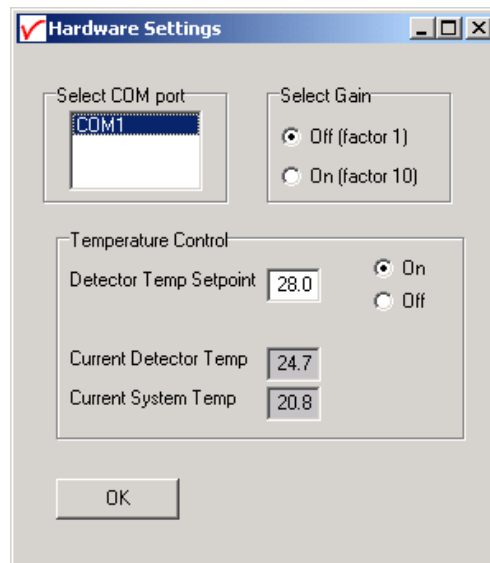 Hardware Settings
Select COM port
COM1
Select Gain
Off (factor 1)
On (factor 10)
Temperature Control
Detector Temp Setpoint 28.0
On
Off
Current Detector Temp 24.7
Current System Temp 20.8
OK